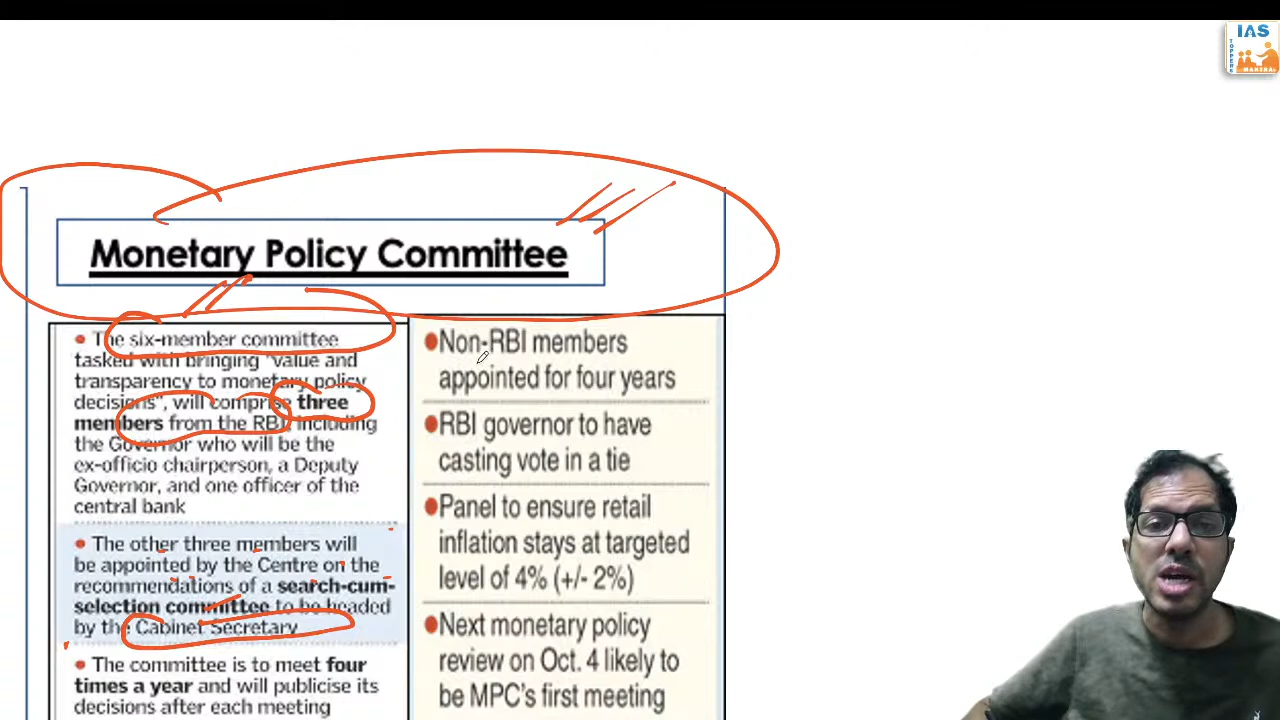 IAS
TOPPERS
MANTRA
Monetary Policy Committee
• The six-member committee
tasked with bringing "value and
transparency to monetary policy
decisions", will comprise three
members from the RBI, including
the Governor who will be the
ex-officio chairperson, a Deputy
Governor, and one officer of the
central bank
• The other three members will
be appointed by the Centre on the
recommendations of a search-cum-
selection committee to be headed
by the Cabinet Secretary
• The committee is to meet four
times a year and will publicise its
decisions after each meeting
• Non-RBI members
appointed for four years
• RBI governor to have
casting vote in a tie
• Panel to ensure retail
inflation stays at targeted
level of 4% (+/- 2%)
• Next monetary policy
review on Oct. 4 likely to
be MPC's first meeting